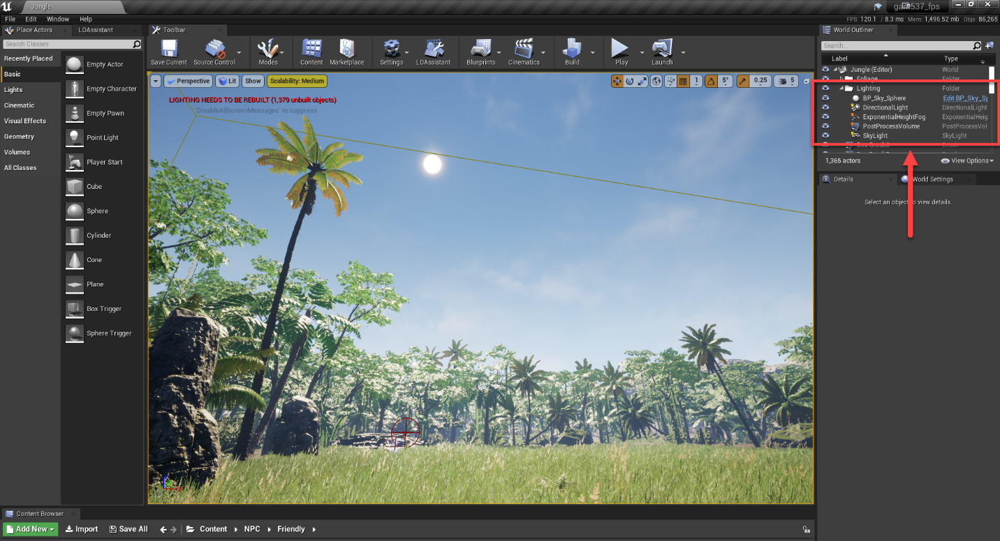 Jungle
gam537_fps
File Edit Window Help
FPS: 120.1 / 8.3 ms Mem: 1,496.52 mb Objs: 86,265
Place Actors
LDAssistant
Search Classes
Recently Placed
Basic
Lights
Cinematic
Visual Effects
Geometry
Volumes
All Classes
Empty Actor
Empty Character
Empty Pawn
Point Light
Player Start
Cube
Sphere
Cylinder
Cone
Plane
Box Trigger
Sphere Trigger
Toolbar
Save Current
Source Control
Modes
Content
Marketplace
Settings
LDAssistant
Blueprints
Cinematics
Build
Play
Launch
Perspective
Lit
Show
Scalability: Medium
1
5°
0.25
5
LIGHTING NEEDS TO BE REBUILT (1,379 unbuilt objects)
'DisableAllScreenMessages' to suppress
World Outliner
Search...
Label Type
Jungle (Editor) World
Foliage Folder
Lighting Folder
BP_Sky_Sphere Edit BP_Sky_Sp
DirectionalLight DirectionalLight
ExponentialHeightFog ExponentialHeig
PostProcessVolume PostProcessVol
SkyLight SkyLight
1,365 actors
View Options
Details
World Settings
Select an object to view details.
Content Browser
Add New
Import
Save All
Content
NPC
Friendly